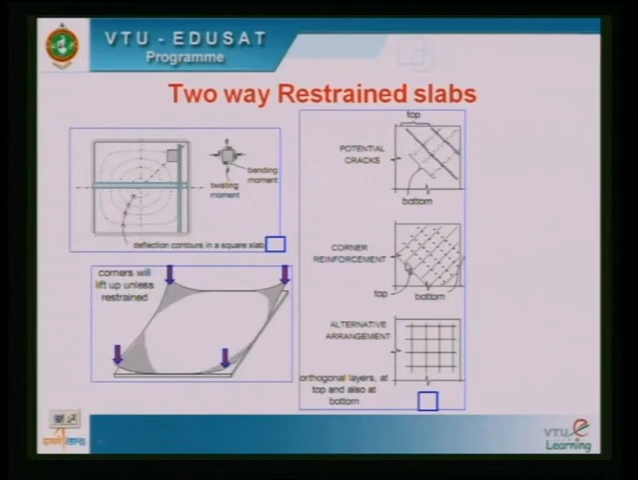 VTU - EDUSAT
Programme
Two way Restrained slabs
bending
moment
twisting
moment
deflection contours in a square slab
corners will
lift up unless
restrained
top
POTENTIAL
CRACKS
bottom
CORNER
REINFORCEMENT
top
bottom
ALTERNATIVE
ARRANGEMENT
orthogonal layers, at
top and also at
bottom
VTU e
Learning